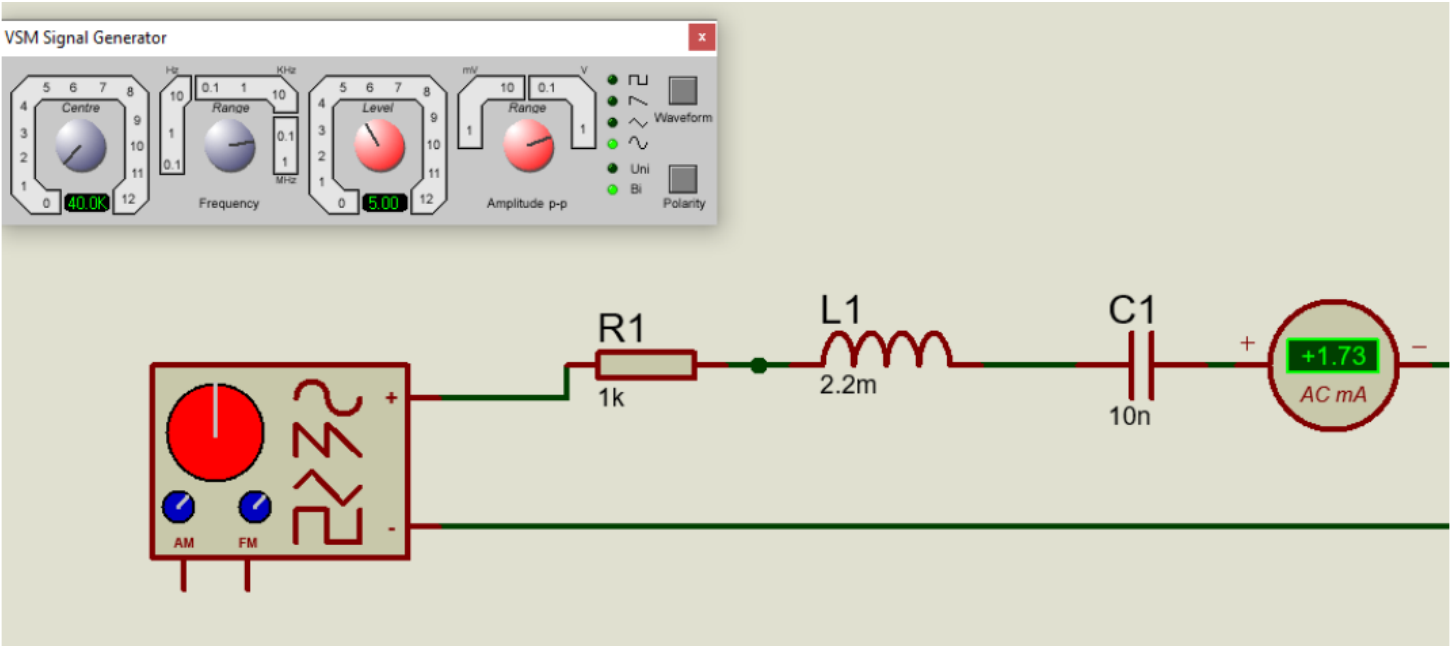 VSM Signal Generator
x
Hz KHz mV V
5 6 7 8 10 0.1 1 10 5 6 7 8 10 0.1
4 Centre Range 4 Level Range
9 9 Waveform
3 1 0.1 3 1 1
10 10
2 0.1 1 2 Uni
11 MHz 11
1 1 Bi
0 40.0K 12 Frequency 0 5.00 12 Amplitude p-p Polarity
R1
1k
L1
2.2m
C1
10n
+ +1.73 −
AC mA
+
-
AM FM